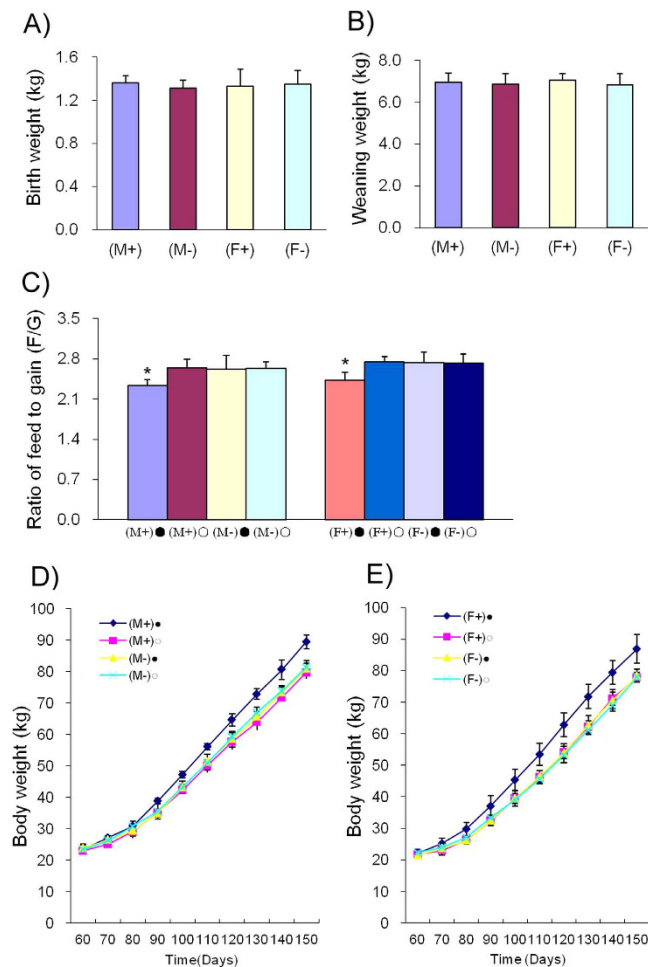 A)
Birth weight (kg)
1.6
1.2
0.8
0.4
0.0
(M+) (M-) (F+) (F-)
B)
Weaning weight (kg)
8.0
6.0
4.0
2.0
0.0
(M+) (M-) (F+) (F-)
C)
Ratio of feed to gain (F/G)
3.5
2.8
2.1
1.4
0.7
0.0
* *
(M+)● (M+)○ (M-)● (M-)○ (F+)● (F+)○ (F-)● (F-)○
D)
Body weight (kg)
100
90
80
70
60
50
40
30
20
10
0
(M+)●
(M+)○
(M-)●
(M-)○
60 70 80 90 100 110 120 130 140 150
Time(Days)
E)
Body weight (kg)
100
90
80
70
60
50
40
30
20
10
0
(F+)●
(F+)○
(F-)●
(F-)○
60 70 80 90 100 110 120 130 140 150
Time(Days)